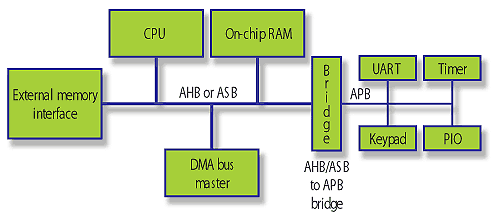 CPU
On-chip RAM
External memory
interface
AHB or ASB
DMA bus
master
Bridge
AHB/ASB
to APB
bridge
APB
UART
Timer
Keypad
PIO